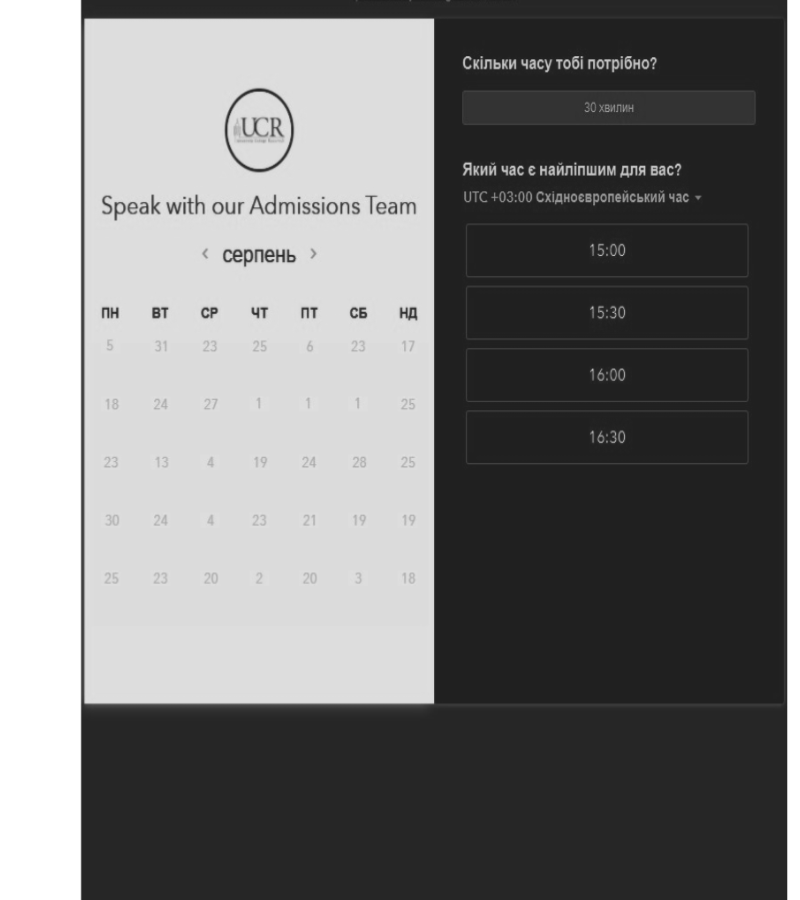 UCR
Speak with our Admissions Team
‹ серпень ›
ПН ВТ СР ЧТ ПТ СБ НД
5 31 23 25 6 23 17
18 24 27 1 1 1 25
23 13 4 19 24 28 25
30 24 4 23 21 19 19
25 23 20 2 20 3 18
Скільки часу тобі потрібно?
30 хвилин
Який час є найліпшим для вас?
UTC +03:00 Східноєвропейський час
15:00
15:30
16:00
16:30